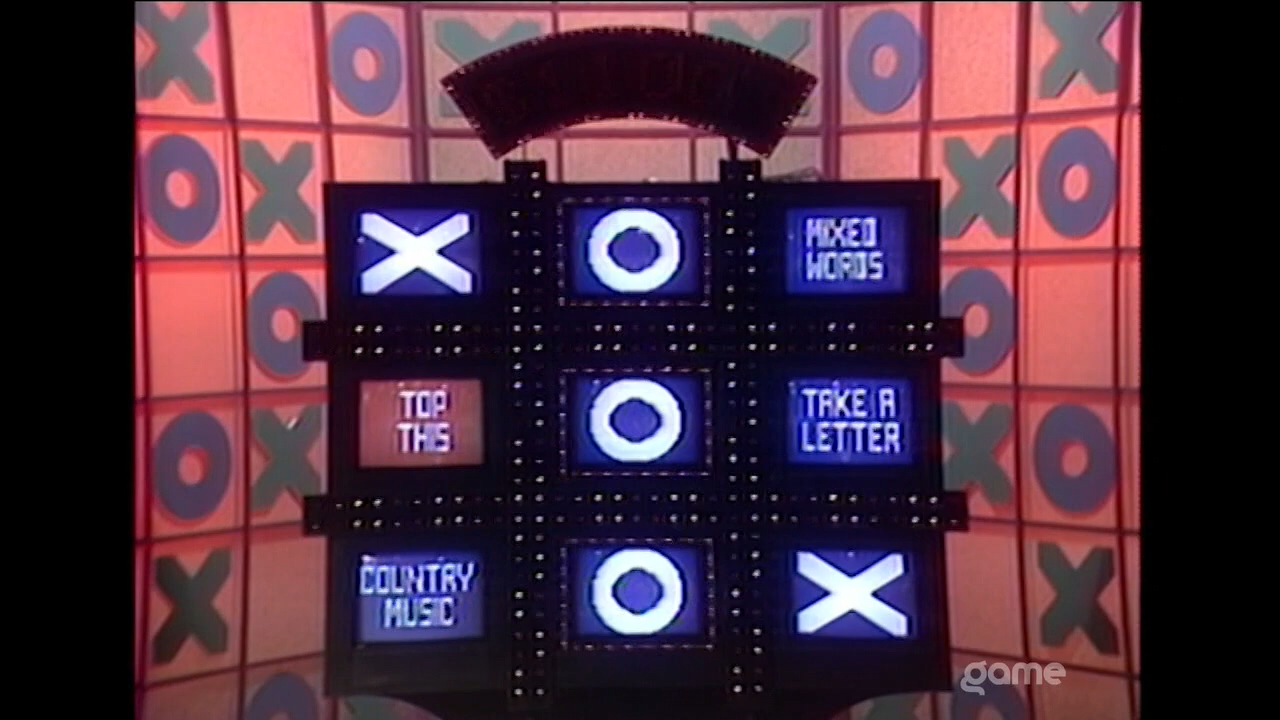 X O MIXED
WORDS
TOP
THIS
O TAKE A
LETTER
COUNTRY
MUSIC
O X
game